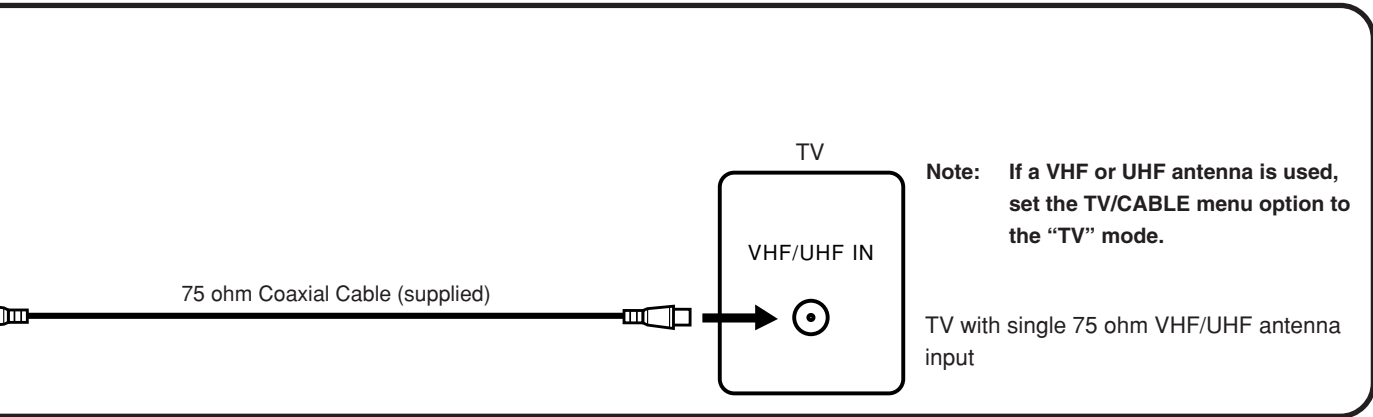 TV
Note: If a VHF or UHF antenna is used,
set the TV/CABLE menu option to
the “TV” mode.
VHF/UHF IN
75 ohm Coaxial Cable (supplied)
TV with single 75 ohm VHF/UHF antenna
input